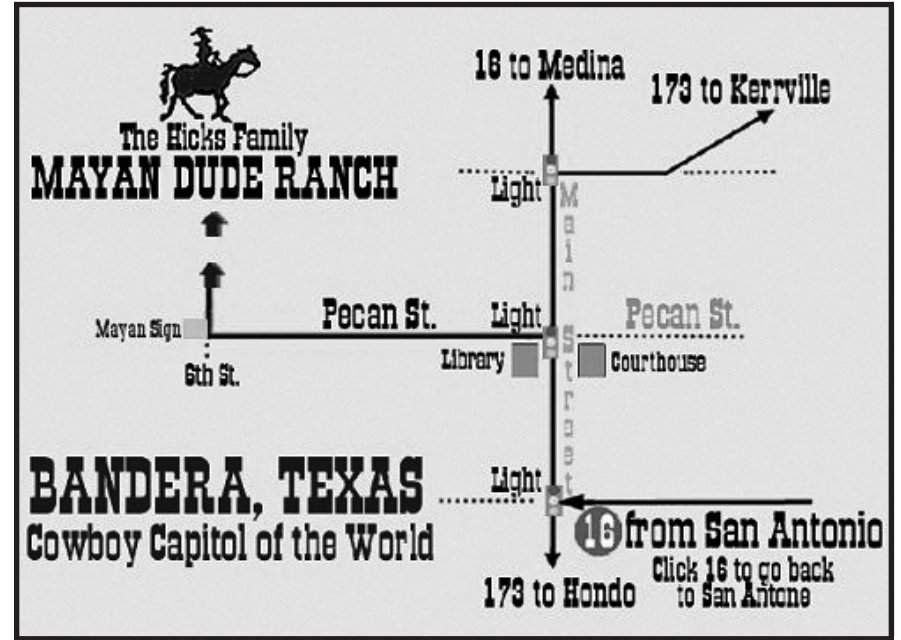 The Hicks Family
MAYAN DUDE RANCH
16 to Medina
173 to Kerrville
Light
Main Street
Pecan St.
Light
Pecan St.
Mayan Sign
6th St.
Library
Courthouse
BANDERA, TEXAS
Cowboy Capitol of the World
Light
16 from San Antonio
Click 16 to go back
to San Antone
173 to Hondo